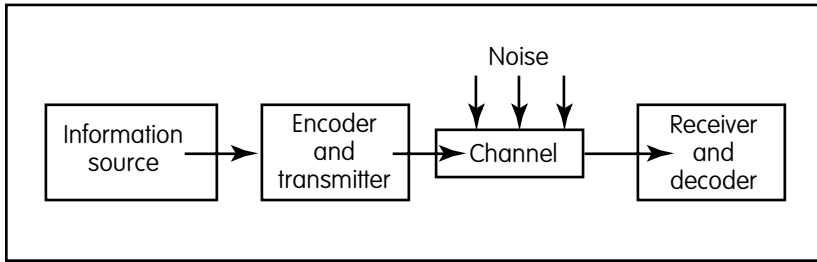 Noise
Information
source
Encoder
and
transmitter
Channel
Receiver
and
decoder